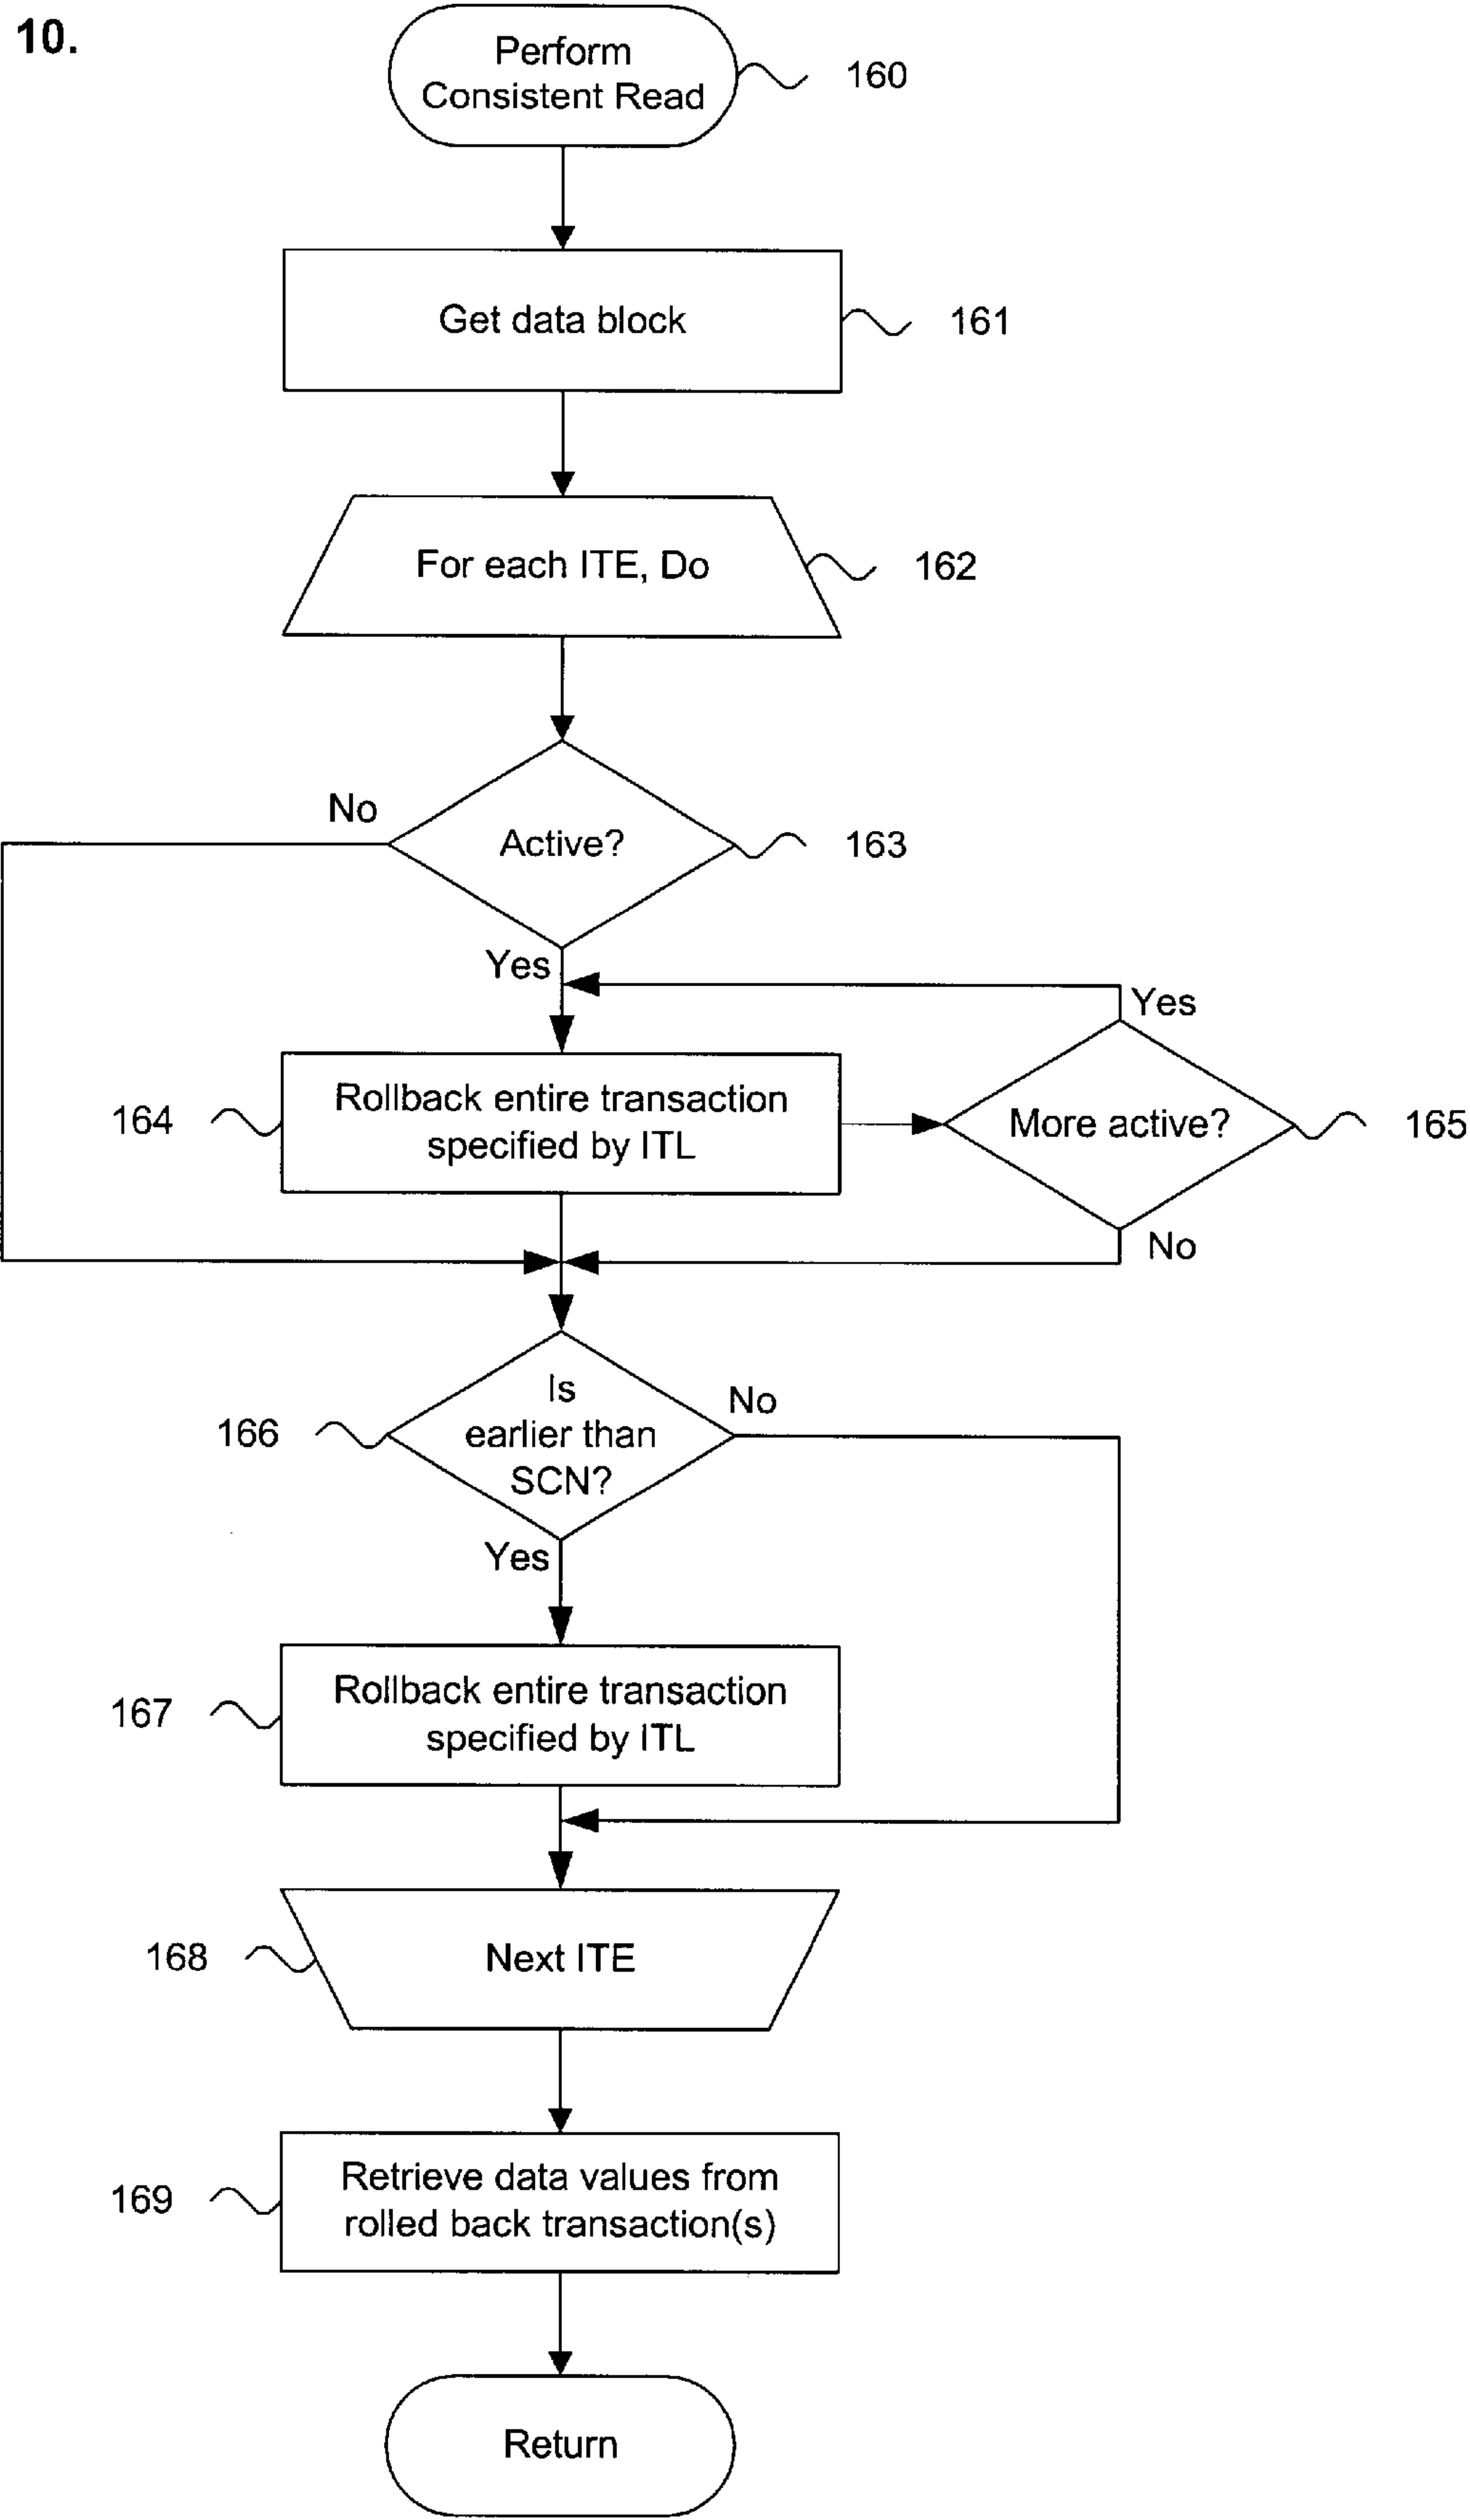 10.
Perform
Consistent Read
160
Get data block
161
For each ITE, Do
162
No
Active?
163
Yes
Yes
164
Rollback entire transaction
specified by ITL
More active?
165
No
166
Is
earlier than
SCN?
No
Yes
167
Rollback entire transaction
specified by ITL
168
Next ITE
169
Retrieve data values from
rolled back transaction(s)
Return